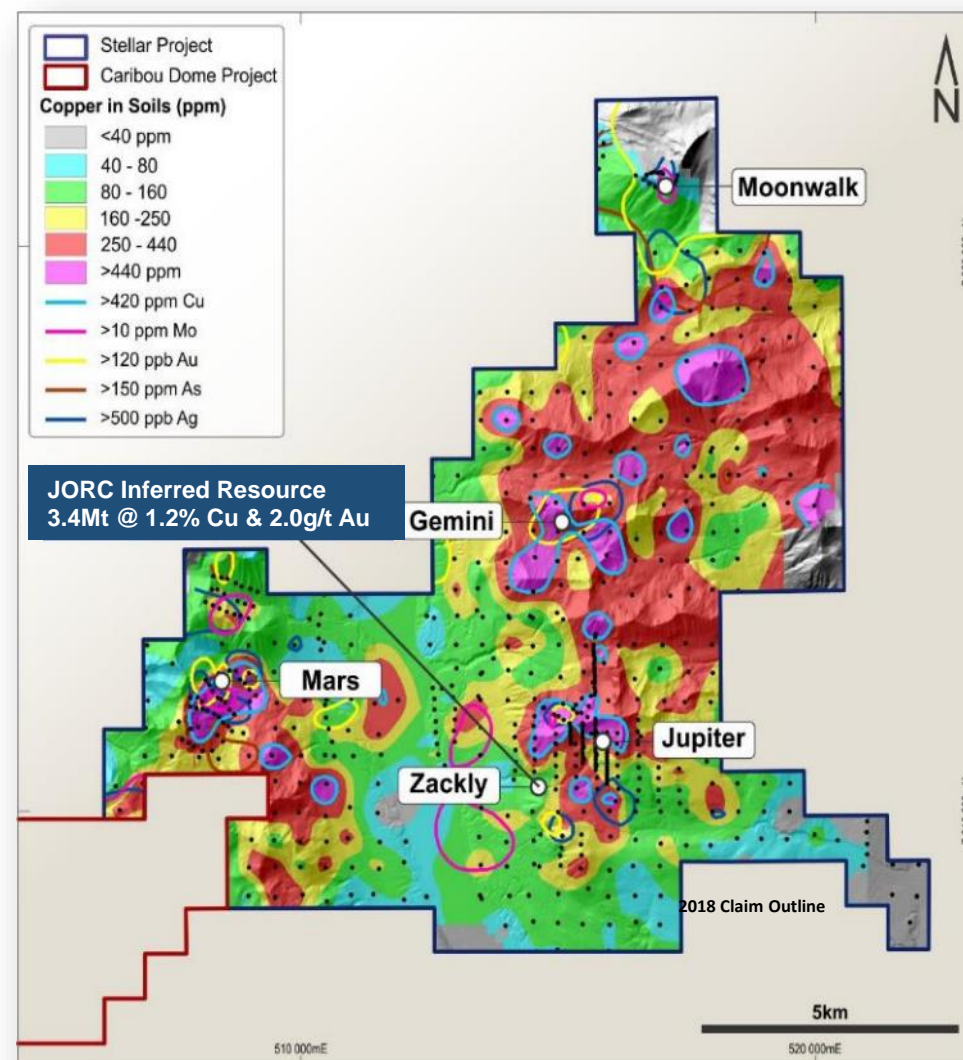 Stellar Project
Caribou Dome Project
Copper in Soils (ppm)
<40 ppm
40 - 80
80 - 160
160 -250
250 - 440
>440 ppm
>420 ppm Cu
>10 ppm Mo
>120 ppb Au
>150 ppm As
>500 ppb Ag
N
Moonwalk
JORC Inferred Resource
3.4Mt @ 1.2% Cu & 2.0g/t Au
Gemini
Mars
Jupiter
Zackly
2018 Claim Outline
5km
510 000mE
520 000mE